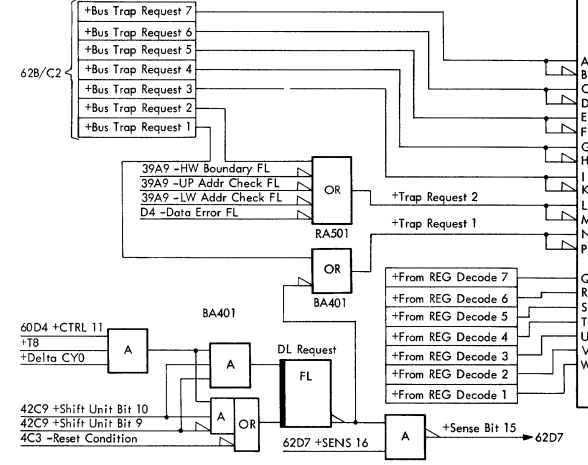 +Bus Trap Request 7
+Bus Trap Request 6
+Bus Trap Request 5
62B/C2
+Bus Trap Request 4
+Bus Trap Request 3
+Bus Trap Request 2
+Bus Trap Request 1
A
B
C
D
E
F
G
H
I
K
L
M
N
P
39A9 -HW Boundary FL
39A9 -UP Addr Check FL
39A9 -LW Addr Check FL
D4 -Data Error FL
OR
RA501
+Trap Request 2
+Trap Request 1
OR
BA401
+From REG Decode 7
+From REG Decode 6
+From REG Decode 5
+From REG Decode 4
+From REG Decode 3
+From REG Decode 2
+From REG Decode 1
Q
R
S
T
U
V
W
BA401
60D4 +CTRL 11
+T8
+Delta CY0
A
A
DL Request
FL
42C9 +Shift Unit Bit 10
42C9 +Shift Unit Bit 9
4C3 -Reset Condition
A
OR
62D7 +SENS 16
A
+Sense Bit 15
62D7